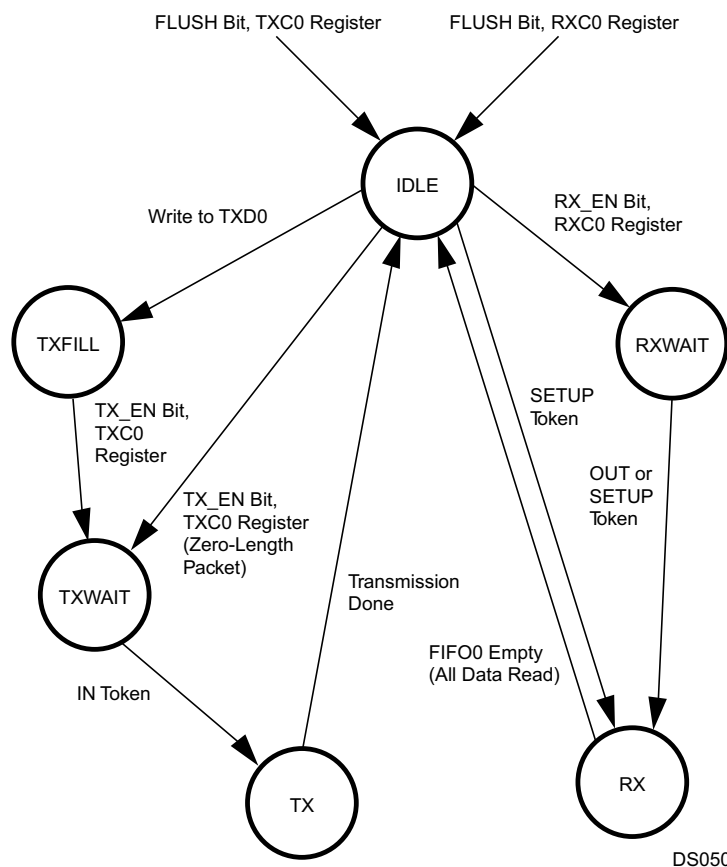 FLUSH Bit, TXC0 Register
FLUSH Bit, RXC0 Register
IDLE
Write to TXD0
RX_EN Bit,
RXC0 Register
TXFILL
RXWAIT
TX_EN Bit,
TXC0
Register
SETUP
Token
OUT or
SETUP
Token
TX_EN Bit,
TXC0 Register
(Zero-Length
Packet)
TXWAIT
Transmission
Done
FIFO0 Empty
(All Data Read)
IN Token
TX
RX
DS050